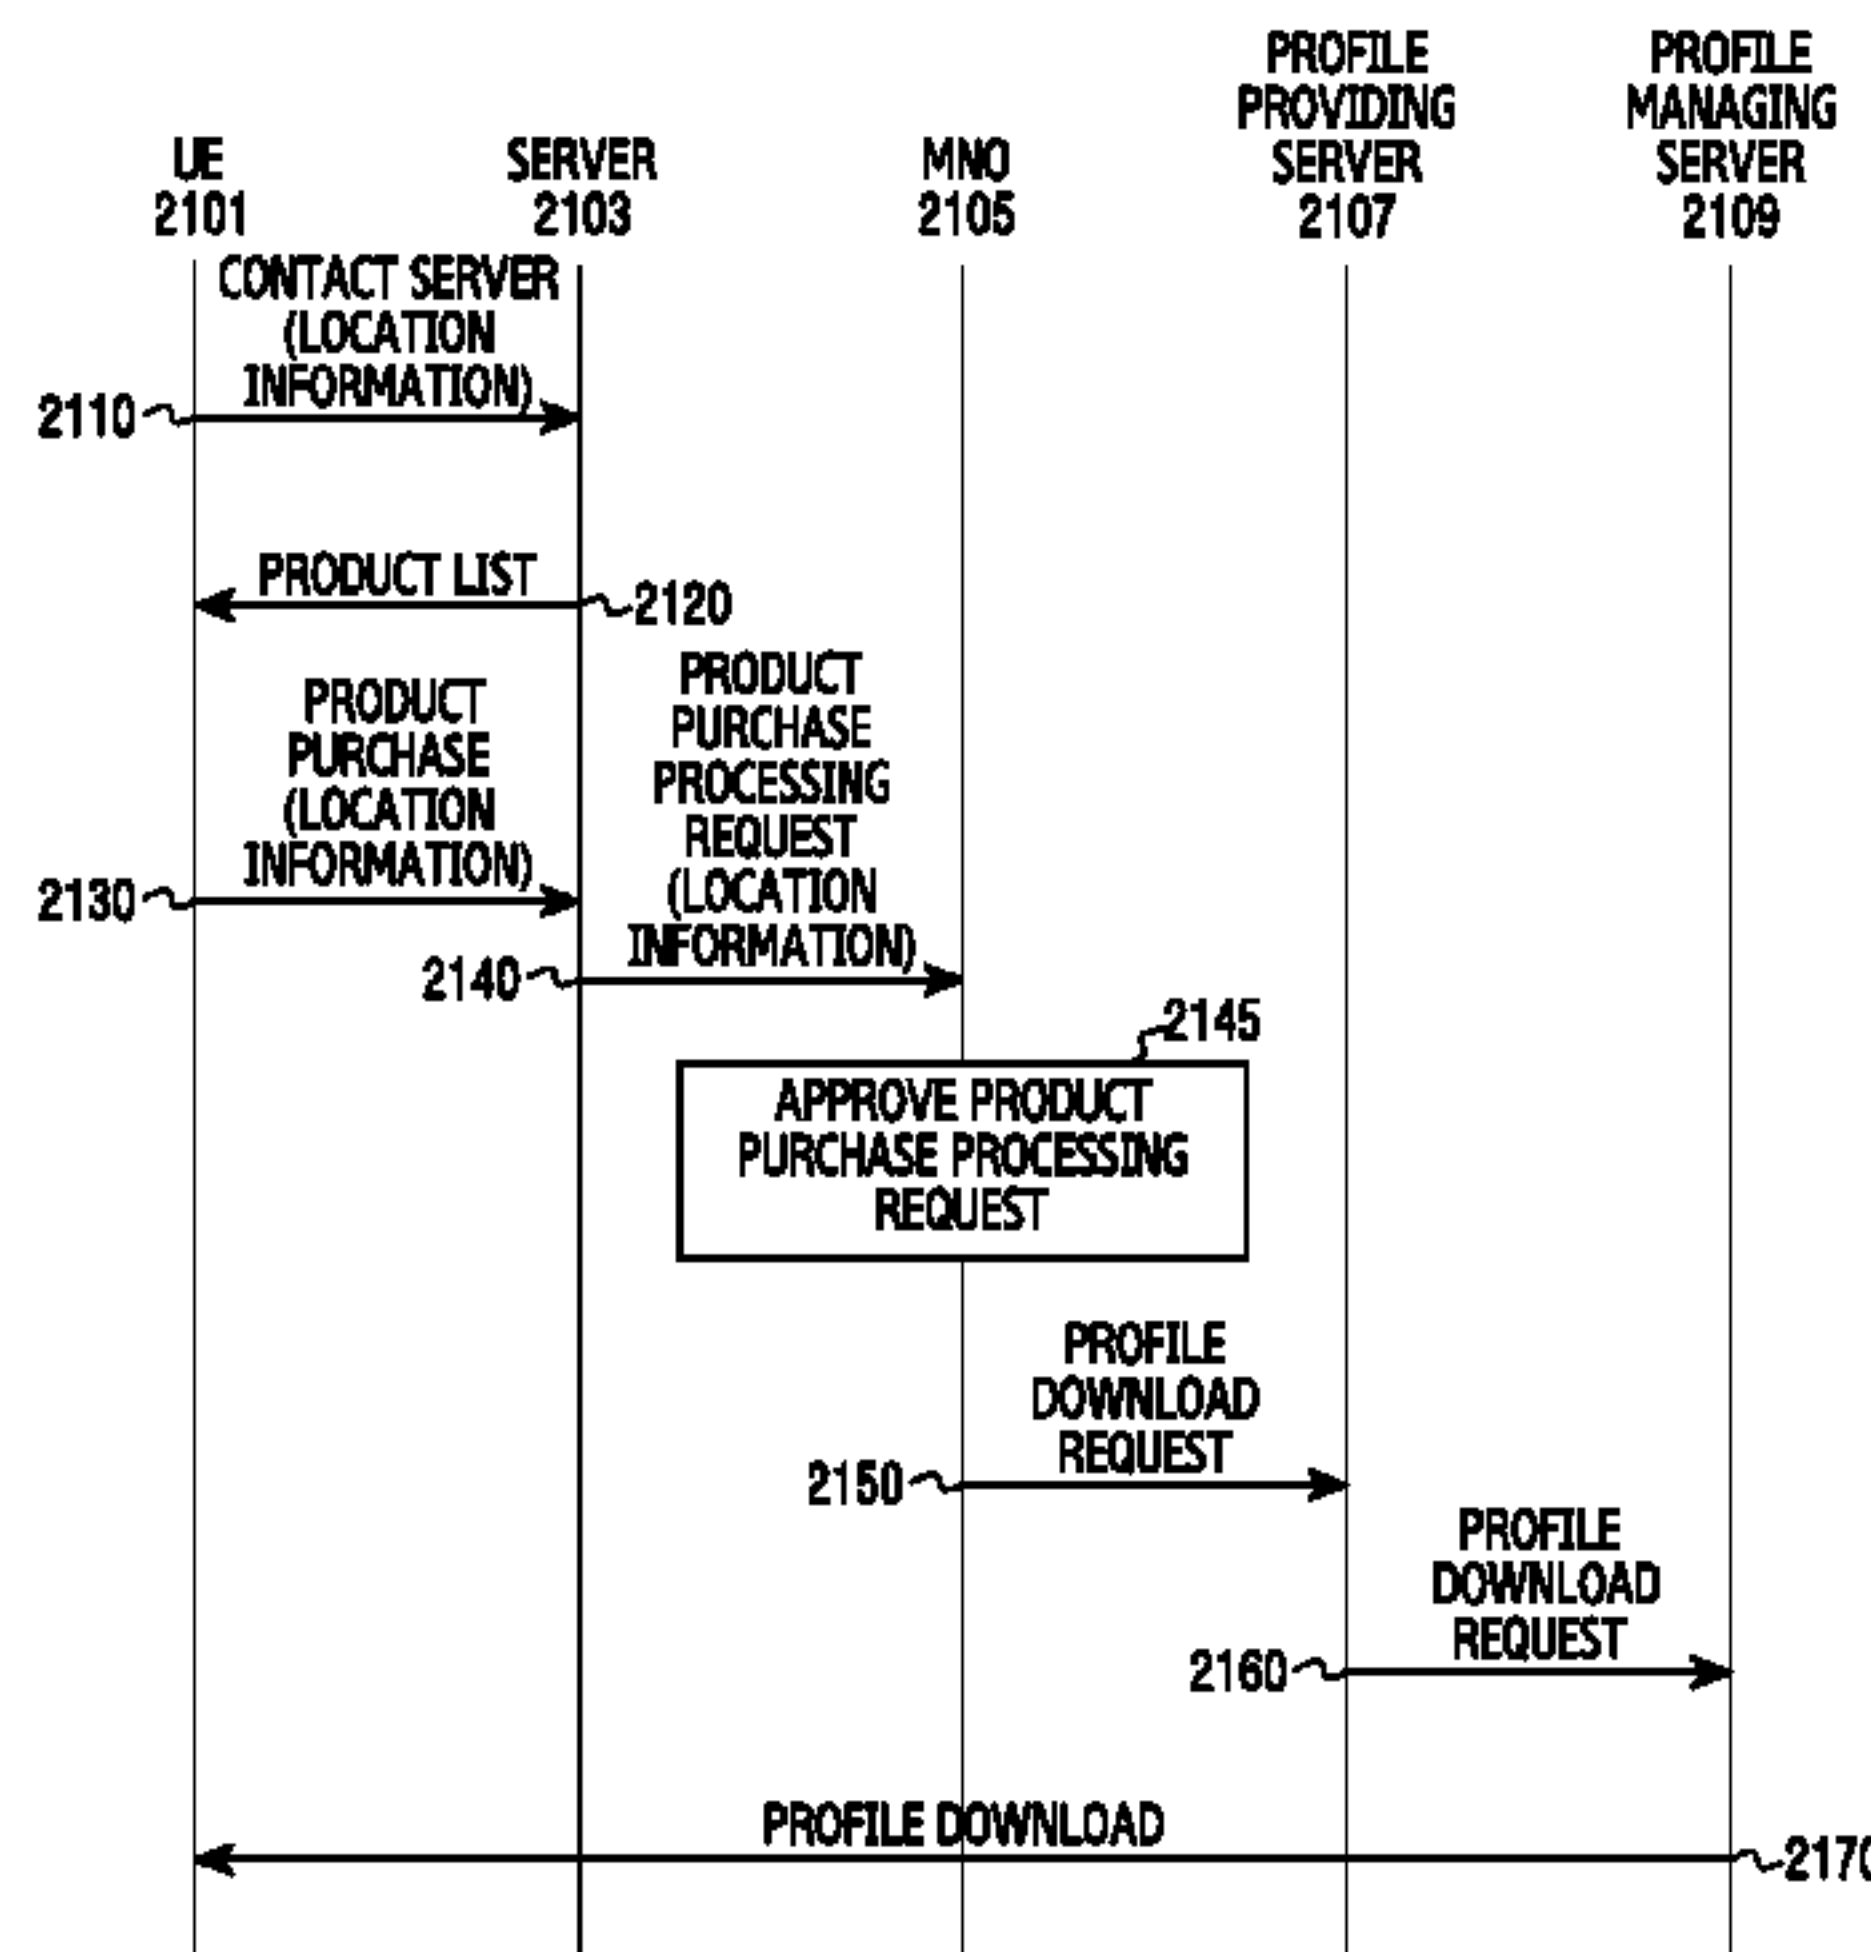 UE
2101
SERVER
2103
MNO
2105
PROFILE
PROVIDING
SERVER
2107
PROFILE
MANAGING
SERVER
2109
CONTACT SERVER
(LOCATION
INFORMATION)
2110
PRODUCT LIST
2120
PRODUCT
PURCHASE
(LOCATION
INFORMATION)
2130
PRODUCT
PURCHASE
PROCESSING
REQUEST
(LOCATION
INFORMATION)
2140
2145
APPROVE PRODUCT
PURCHASE PROCESSING
REQUEST
PROFILE
DOWNLOAD
REQUEST
2150
PROFILE
DOWNLOAD
REQUEST
2160
PROFILE DOWNLOAD
2170